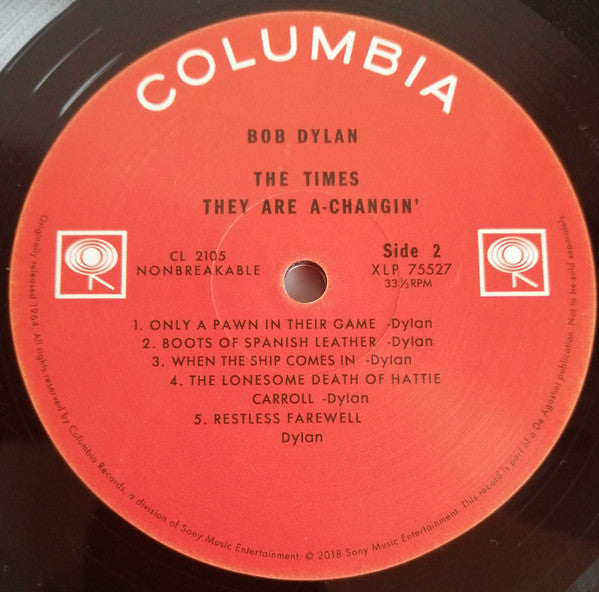 COLUMBIA
BOB DYLAN
THE TIMES
THEY ARE A-CHANGIN'
CL 2105
NONBREAKABLE
Side 2
XLP 75527
33⅓ RPM
1. ONLY A PAWN IN THEIR GAME -Dylan
2. BOOTS OF SPANISH LEATHER -Dylan
3. WHEN THE SHIP COMES IN -Dylan
4. THE LONESOME DEATH OF HATTIE
CARROLL -Dylan
5. RESTLESS FAREWELL
Dylan
Originally released 1964. All rights reserved by Columbia Records, a division of Sony Music Entertainment. © 2018 Sony Music Entertainment. This record is part of a De Agostini publication. Not to be sold separately.